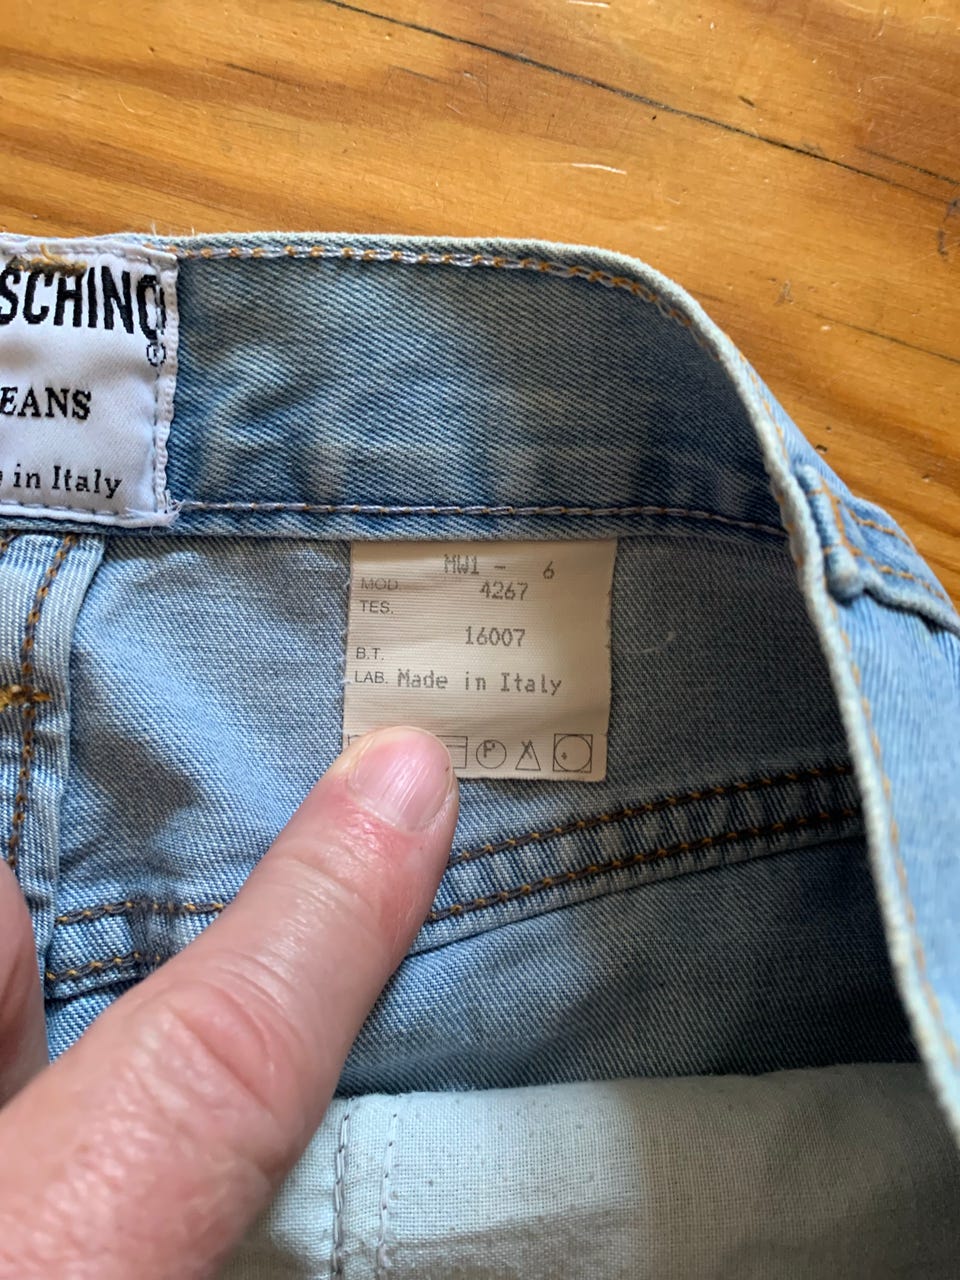 SCHINO
®
EANS
in Italy
MW1 - 6
MOD. 4267
TES.
16007
B.T.
LAB. Made in Italy
P